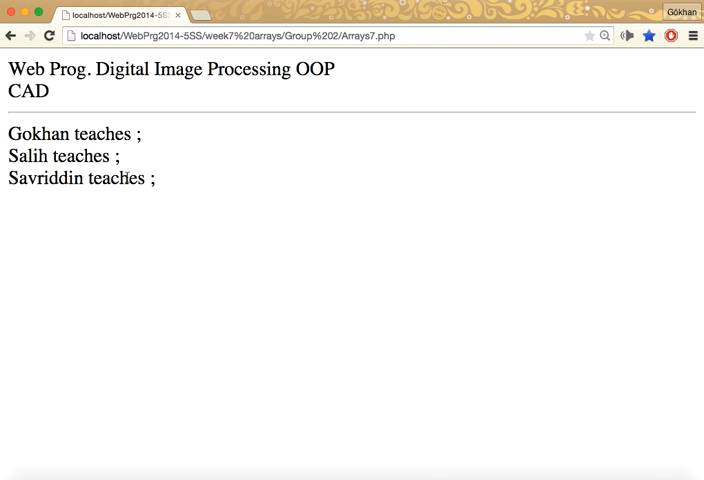 localhost/WebPrg2014-5SS
Gökhan
localhost/WebPrg2014-5SS/week7%20arrays/Group%202/Arrays7.php
Web Prog. Digital Image Processing OOP
CAD
Gokhan teaches ;
Salih teaches ;
Savriddin teaches ;